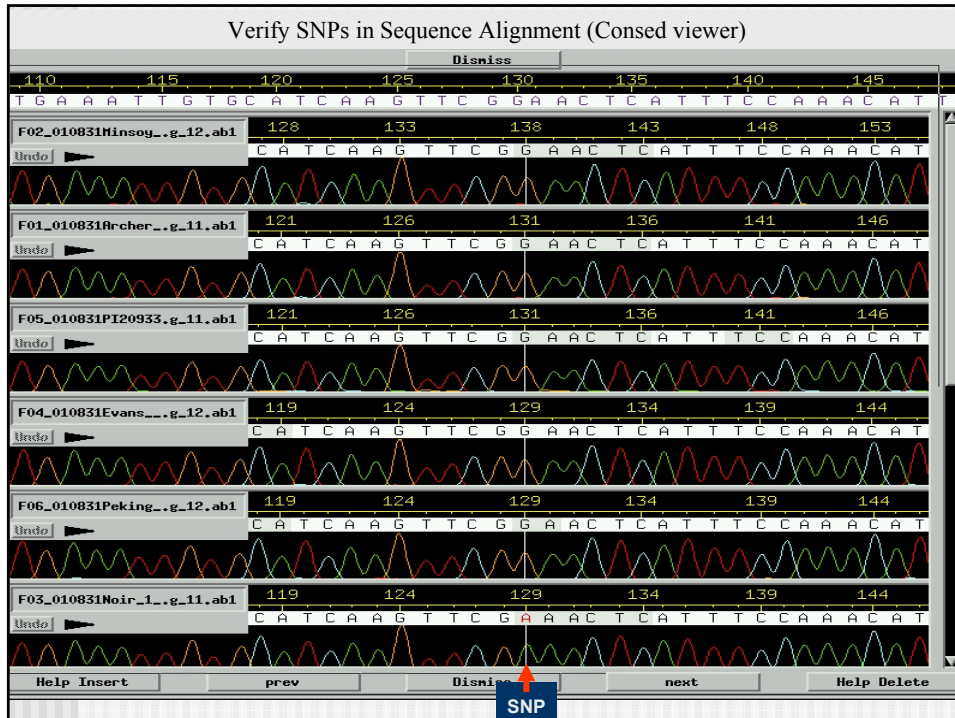 Verify SNPs in Sequence Alignment (Consed viewer)
Dismiss
110 115 120 125 130 135 140 145
T G A A A T T G T G C A T C A A G T T C G G A A C T C A T T T C C A A A C A T T
F02_010831Minsoy_.g_12.ab1
Undo
128 133 138 143 148 153
C A T C A A G T T C G G A A C T C A T T T C C A A A C A T
F01_010831Archer_.g_11.ab1
Undo
121 126 131 136 141 146
C A T C A A G T T C G G A A C T C A T T T C C A A A C A T
F05_010831PI20933.g_11.ab1
Undo
121 126 131 136 141 146
C A T C A A G T T C G G A A C T C A T T T C C A A A C A T
F04_010831Evans__.g_12.ab1
Undo
119 124 129 134 139 144
C A T C A A G T T C G G A A C T C A T T T C C A A A C A T
F06_010831Peking_.g_12.ab1
Undo
119 124 129 134 139 144
C A T C A A G T T C G G A A C T C A T T T C C A A A C A T
F03_010831Noir_1_.g_11.ab1
Undo
119 124 129 134 139 144
C A T C A A G T T C G A A A C T C A T T T C C A A A C A T
Help Insert prev Dismiss next Help Delete
SNP